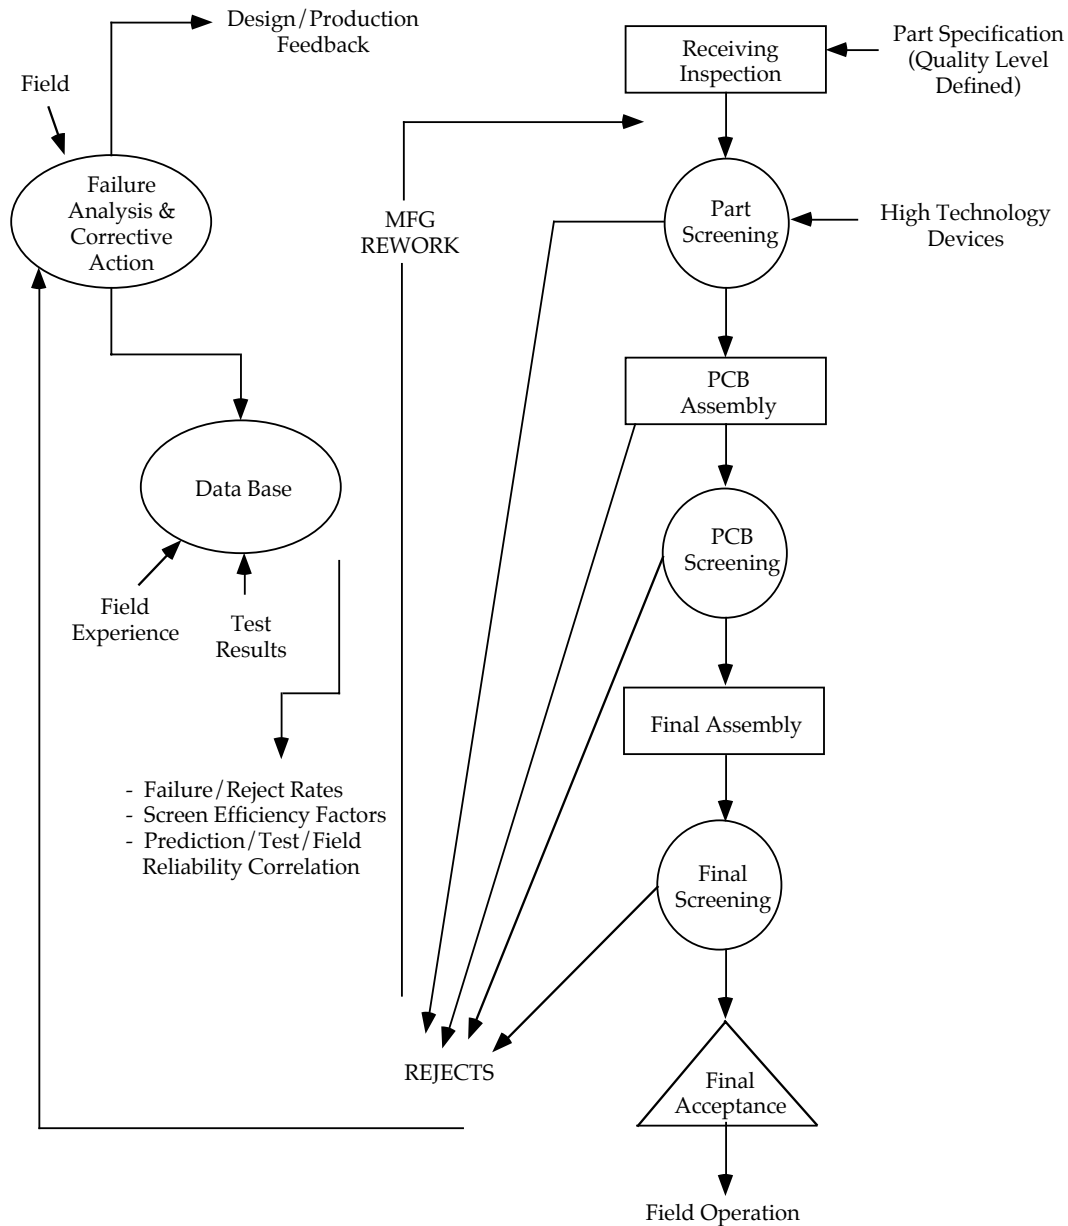 Design/Production
Feedback
Field
Failure
Analysis &
Corrective
Action
Data Base
Field
Experience
Test
Results
- Failure/Reject Rates
- Screen Efficiency Factors
- Prediction/Test/Field
Reliability Correlation
MFG
REWORK
REJECTS
Receiving
Inspection
Part Specification
(Quality Level
Defined)
Part
Screening
High Technology
Devices
PCB
Assembly
PCB
Screening
Final Assembly
Final
Screening
Final
Acceptance
Field Operation